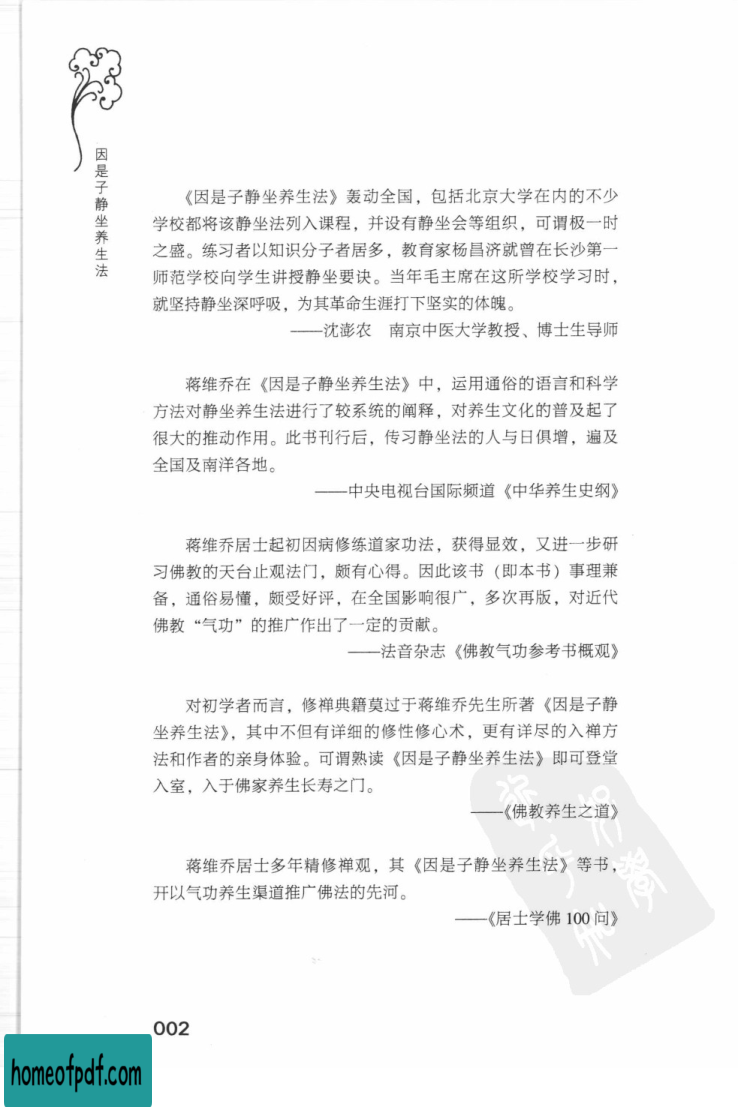 因是子静坐养生法
《因是子静坐养生法》轰动全国，包括北京大学在内的不少
学校都将该静坐法列入课程，并设有静坐会等组织，可谓极一时
之盛。练习者以知识分子者居多，教育家杨昌济就曾在长沙第一
师范学校向学生讲授静坐要诀。当年毛主席在这所学校学习时，
就坚持静坐深呼吸，为其革命生涯打下坚实的体魄。
——沈澎农　南京中医大学教授、博士生导师
蒋维乔在《因是子静坐养生法》中，运用通俗的语言和科学
方法对静坐养生法进行了较系统的阐释，对养生文化的普及起了
很大的推动作用。此书刊行后，传习静坐法的人与日俱增，遍及
全国及南洋各地。
——中央电视台国际频道《中华养生史纲》
蒋维乔居士起初因病修练道家功法，获得显效，又进一步研
习佛教的天台止观法门，颇有心得。因此该书（即本书）事理兼
备，通俗易懂，颇受好评，在全国影响很广，多次再版，对近代
佛教“气功”的推广作出了一定的贡献。
——法音杂志《佛教气功参考书概观》
对初学者而言，修禅典籍莫过于蒋维乔先生所著《因是子静
坐养生法》，其中不但有详细的修性修心术，更有详尽的入禅方
法和作者的亲身体验。可谓熟读《因是子静坐养生法》即可登堂
入室，入于佛家养生长寿之门。
——《佛教养生之道》
蒋维乔居士多年精修禅观，其《因是子静坐养生法》等书，
开以气功养生渠道推广佛法的先河。
——《居士学佛 100 问》
002
homeofpdf.com